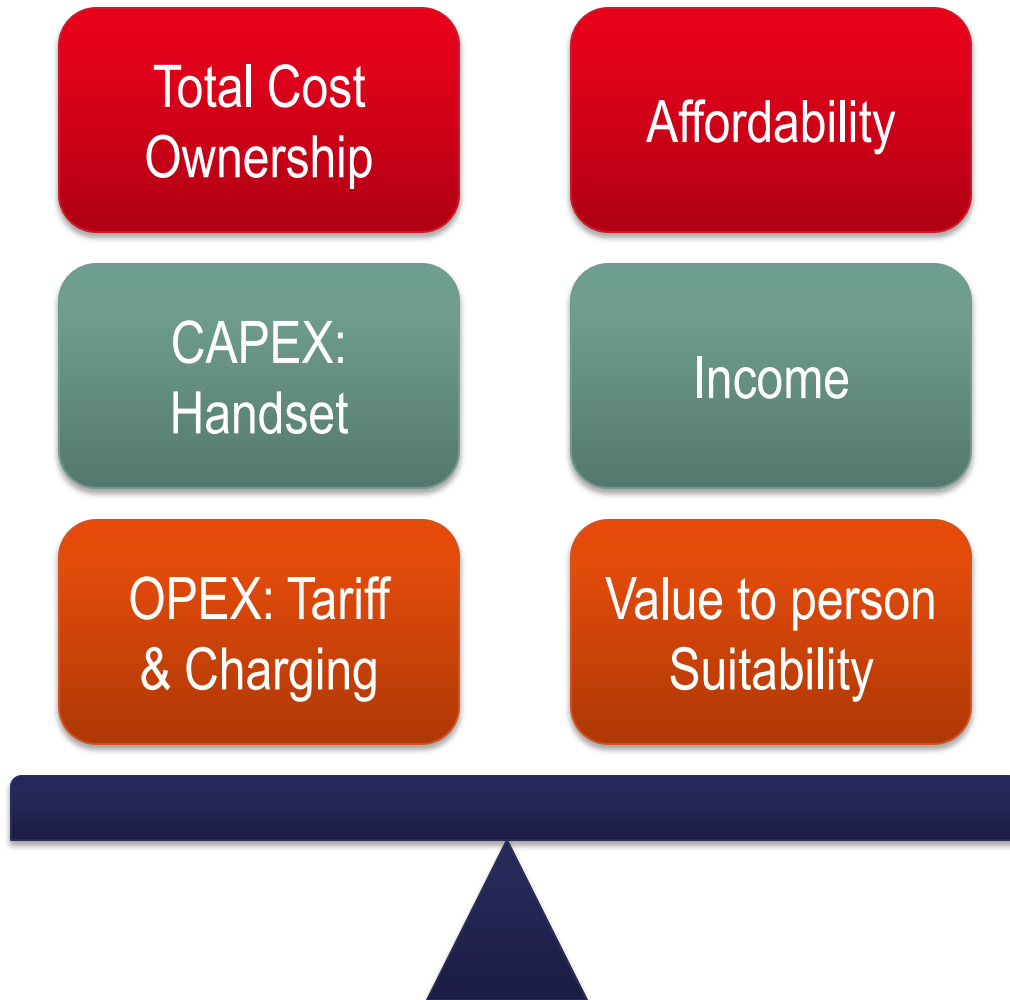 Total Cost
Ownership
Affordability
CAPEX:
Handset
Income
OPEX: Tariff
& Charging
Value to person
Suitability